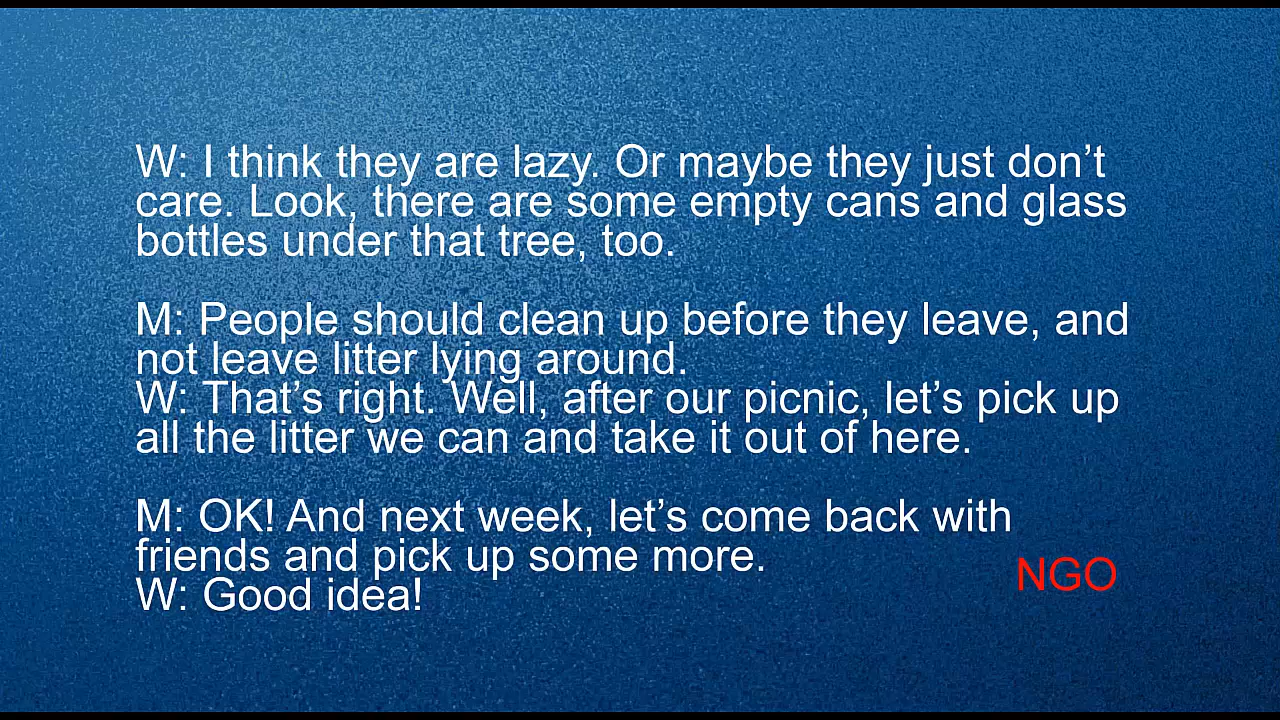 W: I think they are lazy. Or maybe they just don’t
care. Look, there are some empty cans and glass
bottles under that tree, too.
M: People should clean up before they leave, and
not leave litter lying around.
W: That’s right. Well, after our picnic, let’s pick up
all the litter we can and take it out of here.
M: OK! And next week, let’s come back with
friends and pick up some more.
W: Good idea!
NGO